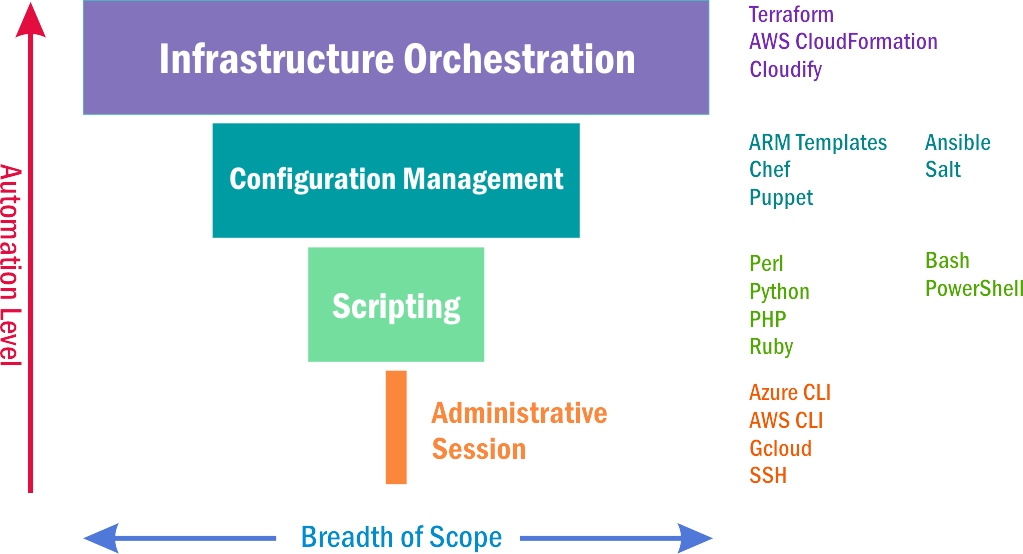 Infrastructure Orchestration
Terraform
AWS CloudFormation
Cloudify
Configuration Management
ARM Templates
Chef
Puppet
Ansible
Salt
Scripting
Perl
Python
PHP
Ruby
Bash
PowerShell
Administrative
Session
Azure CLI
AWS CLI
Gcloud
SSH
Automation Level
Breadth of Scope